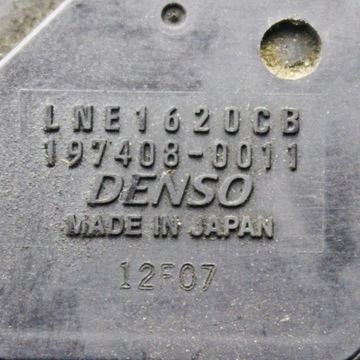 LNE1620CB
197408-0011
DENSO
MADE IN JAPAN
12F07